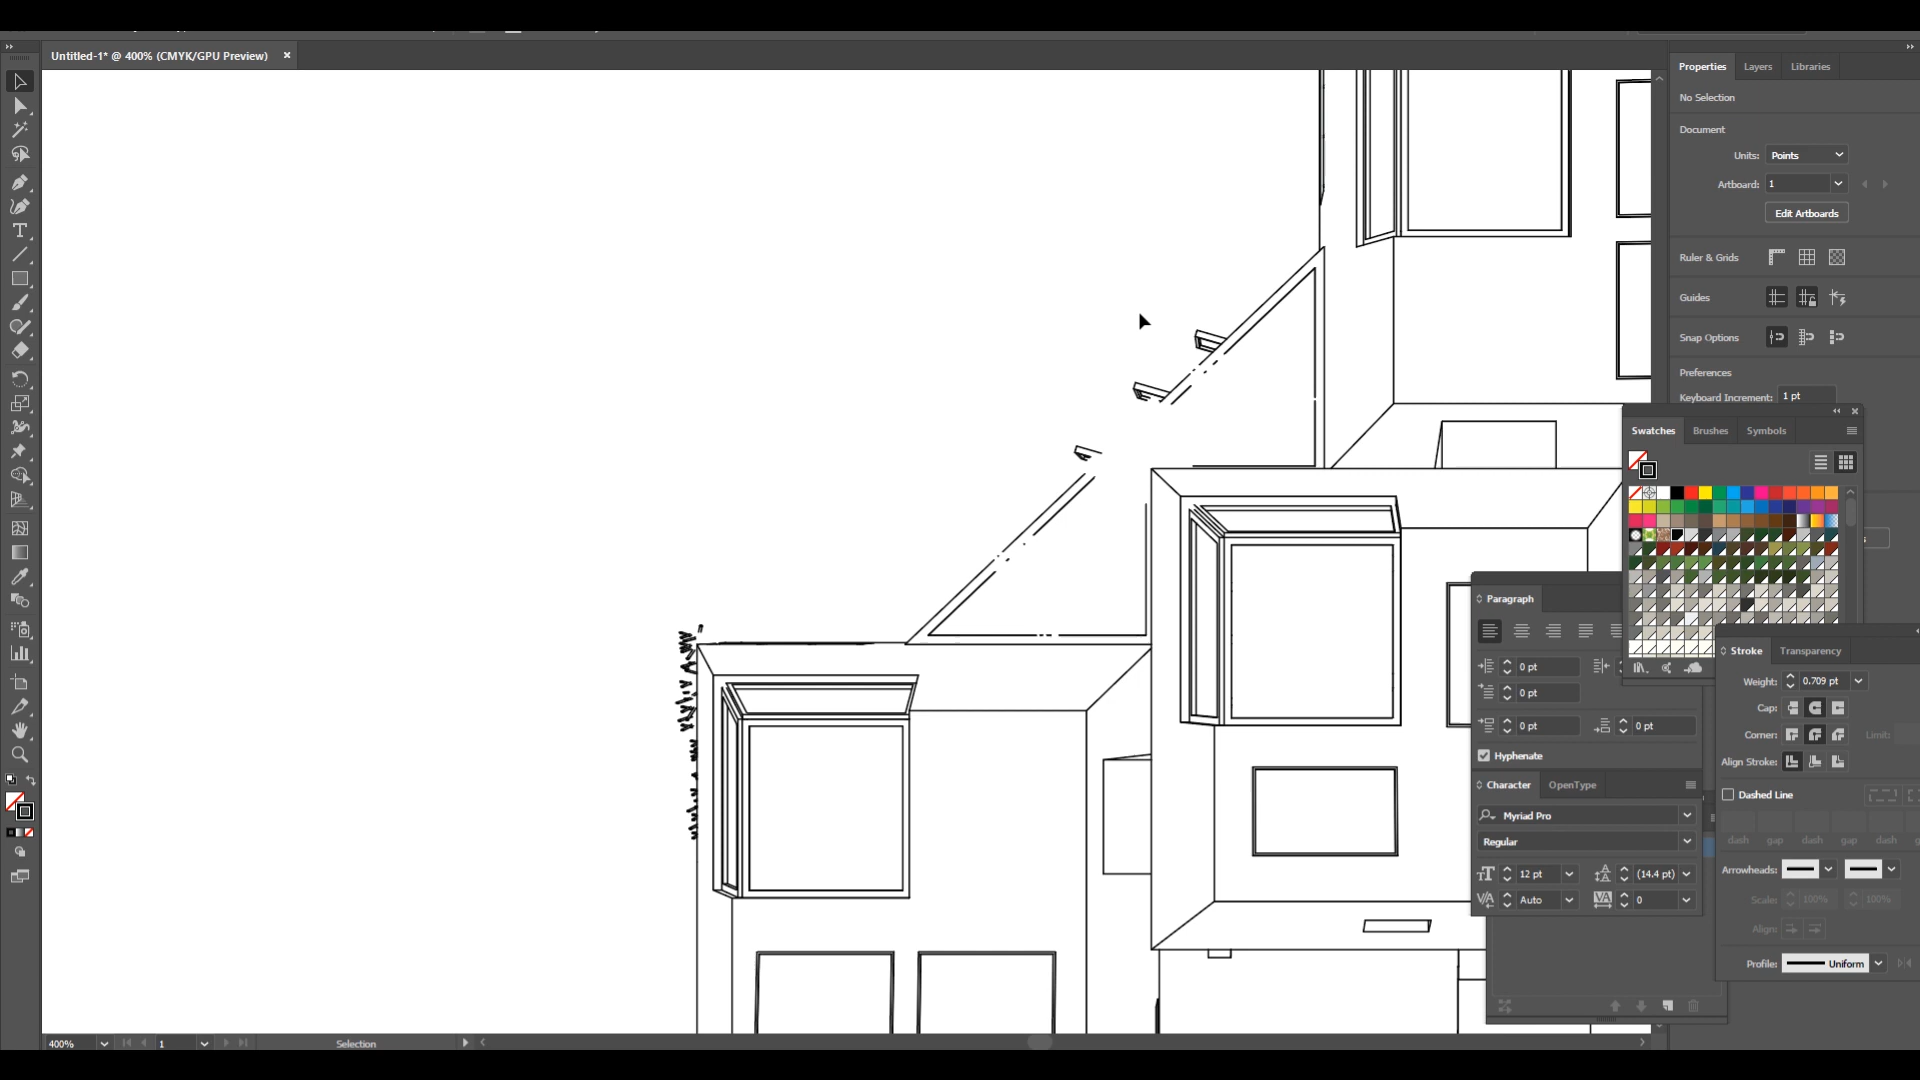 Untitled-1* @ 400% (CMYK/GPU Preview)
Properties
Layers
Libraries
No Selection
Document
Units:
Points
Artboard:
1
Edit Artboards
Ruler & Grids
Guides
Snap Options
Preferences
Keyboard Increment:
1 pt
Swatches
Brushes
Symbols
Paragraph
0 pt
0 pt
0 pt
0 pt
Hyphenate
Character
OpenType
Myriad Pro
Regular
12 pt
(14.4 pt)
Auto
0
Stroke
Transparency
Weight:
0.709 pt
Cap:
Corner:
Limit:
Align Stroke:
Dashed Line
dash
gap
dash
gap
dash
Arrowheads:
Scale:
100%
100%
Align:
Profile:
Uniform
400%
1
Selection